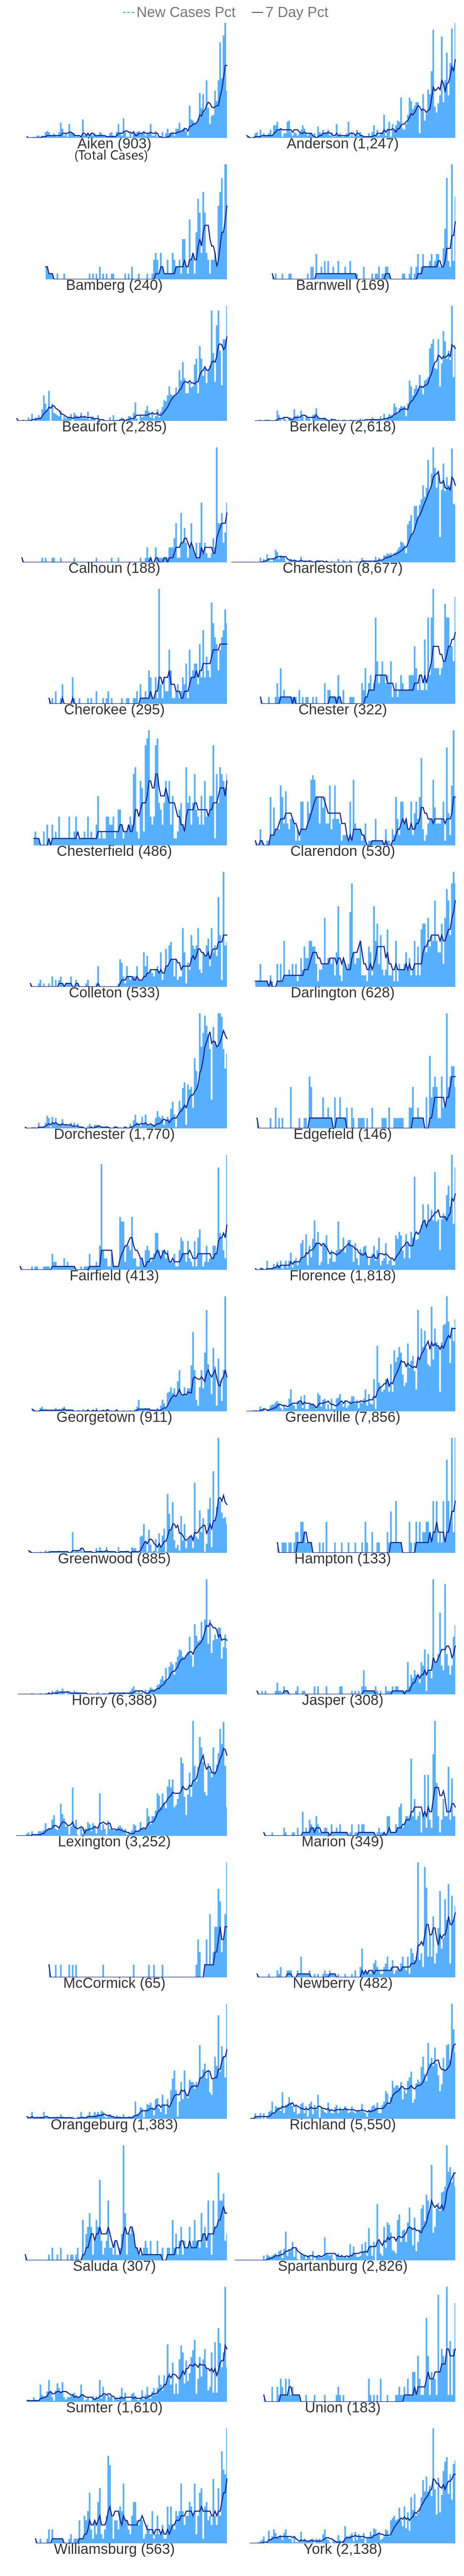 New Cases Pct 7 Day Pct
Aiken (903) Anderson (1,247)
(Total Cases)
Bamberg (240) Barnwell (169)
Beaufort (2,285) Berkeley (2,618)
Calhoun (188) Charleston (8,677)
Cherokee (295) Chester (322)
Chesterfield (486) Clarendon (530)
Colleton (533) Darlington (628)
Dorchester (1,770) Edgefield (146)
Fairfield (413) Florence (1,818)
Georgetown (911) Greenville (7,856)
Greenwood (885) Hampton (133)
Horry (6,388) Jasper (308)
Lexington (3,252) Marion (349)
McCormick (65) Newberry (482)
Orangeburg (1,383) Richland (5,550)
Saluda (307) Spartanburg (2,826)
Sumter (1,610) Union (183)
Williamsburg (563) York (2,138)